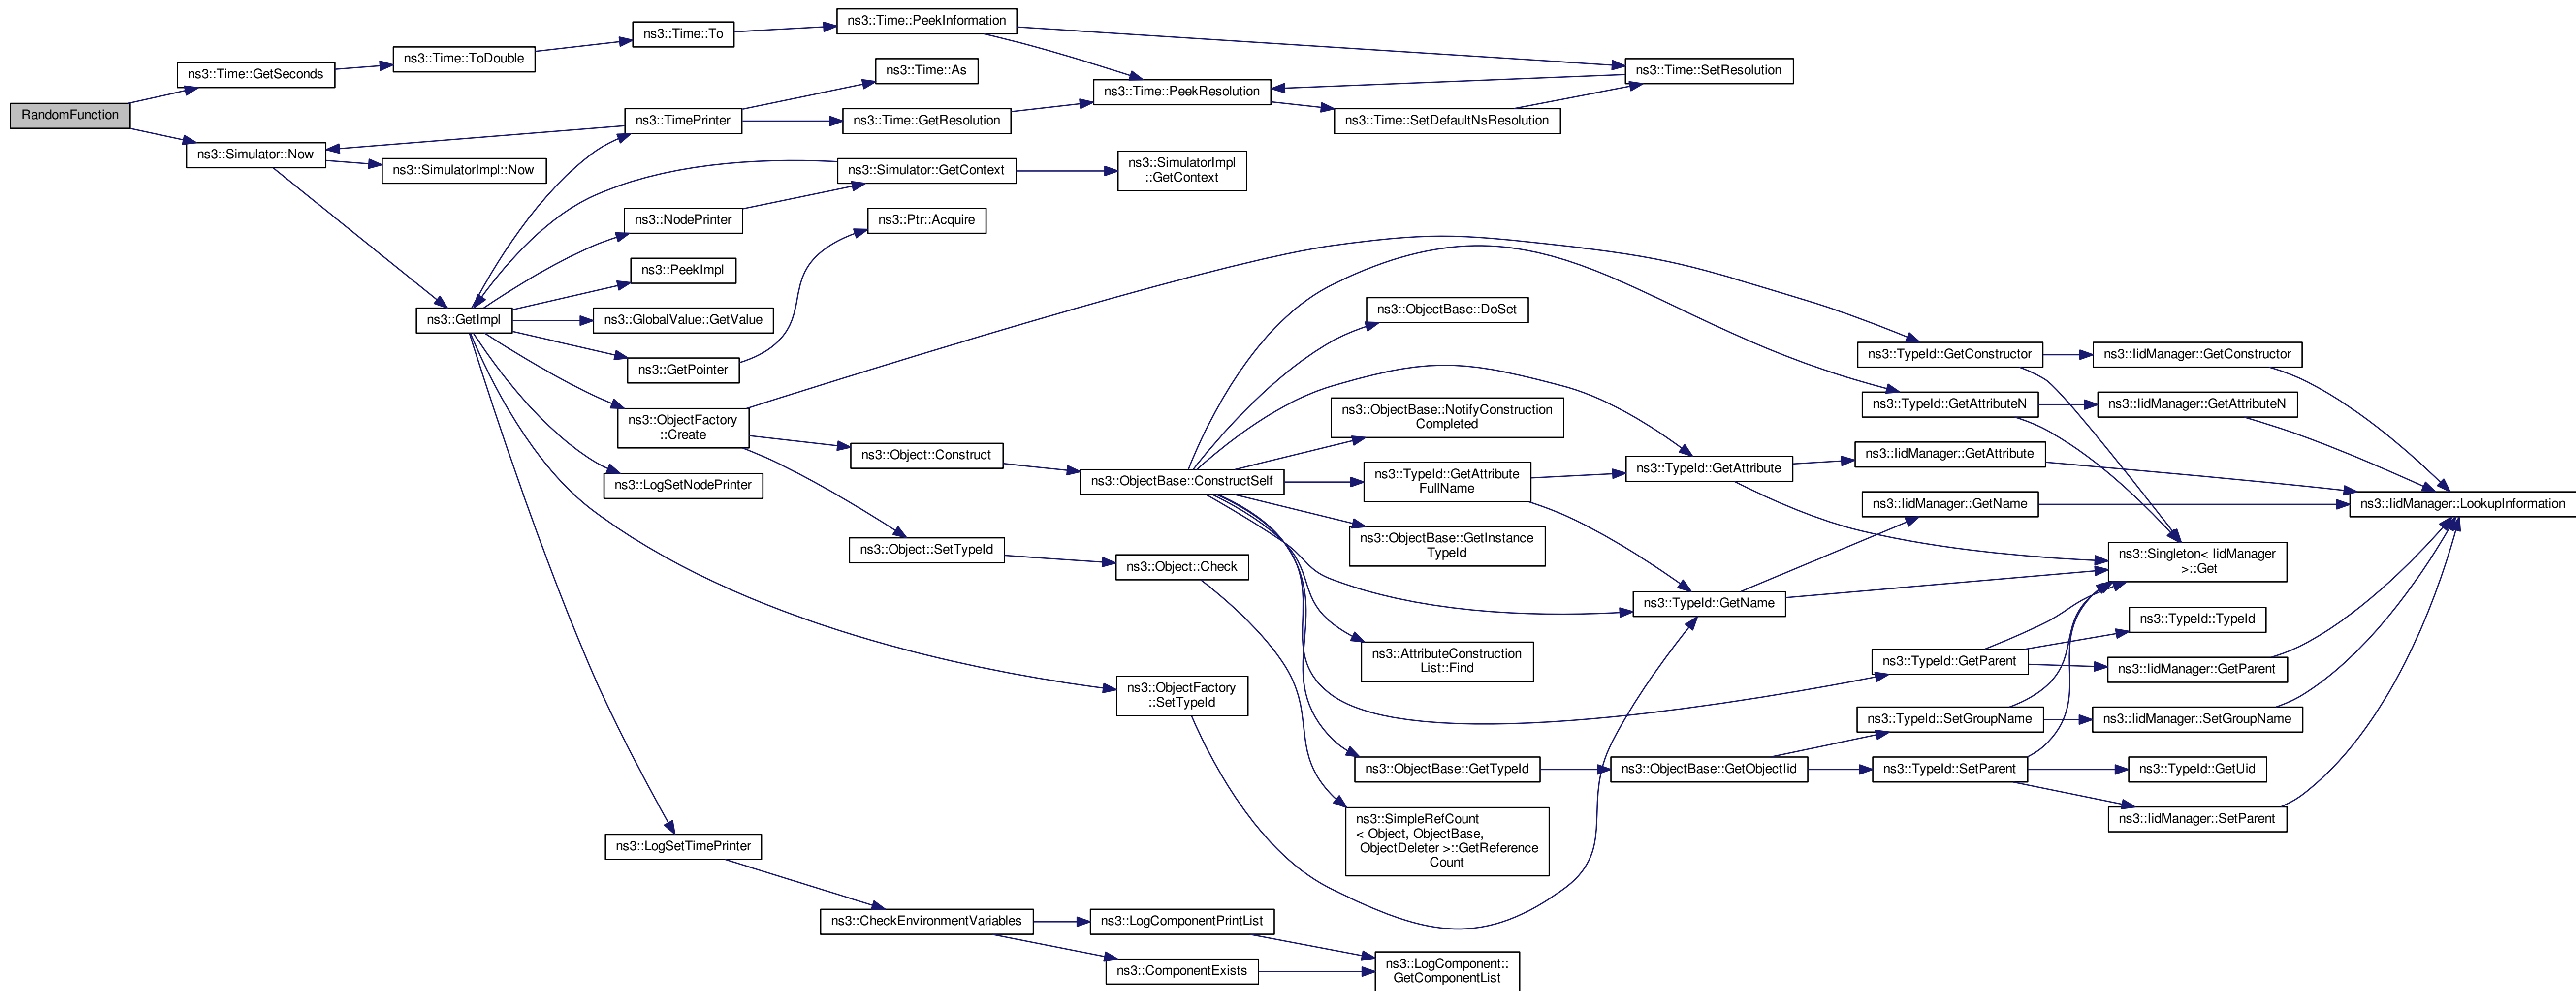 RandomFunction
ns3::Time::GetSeconds
ns3::Simulator::Now
ns3::Time::ToDouble
ns3::SimulatorImpl::Now
ns3::GetImpl
ns3::Time::To
ns3::TimePrinter
ns3::NodePrinter
ns3::PeekImpl
ns3::GlobalValue::GetValue
ns3::GetPointer
ns3::ObjectFactory
::Create
ns3::LogSetNodePrinter
ns3::LogSetTimePrinter
ns3::Time::PeekInformation
ns3::Time::As
ns3::Time::GetResolution
ns3::Simulator::GetContext
ns3::Ptr::Acquire
ns3::Object::Construct
ns3::Object::SetTypeId
ns3::CheckEnvironmentVariables
ns3::Time::PeekResolution
ns3::SimulatorImpl
::GetContext
ns3::ObjectBase::ConstructSelf
ns3::Object::Check
ns3::ObjectFactory
::SetTypeId
ns3::LogComponentPrintList
ns3::ComponentExists
ns3::Time::SetDefaultNsResolution
ns3::ObjectBase::DoSet
ns3::ObjectBase::NotifyConstruction
Completed
ns3::TypeId::GetAttribute
FullName
ns3::ObjectBase::GetInstance
TypeId
ns3::AttributeConstruction
List::Find
ns3::ObjectBase::GetTypeId
ns3::SimpleRefCount
< Object, ObjectBase,
ObjectDeleter >::GetReference
Count
ns3::LogComponent::
GetComponentList
ns3::Time::SetResolution
ns3::TypeId::GetAttribute
ns3::TypeId::GetName
ns3::ObjectBase::GetObjectIid
ns3::TypeId::GetConstructor
ns3::TypeId::GetAttributeN
ns3::IidManager::GetAttribute
ns3::IidManager::GetName
ns3::TypeId::GetParent
ns3::TypeId::SetGroupName
ns3::TypeId::SetParent
ns3::IidManager::GetConstructor
ns3::IidManager::GetAttributeN
ns3::Singleton< IidManager
>::Get
ns3::TypeId::TypeId
ns3::IidManager::GetParent
ns3::IidManager::SetGroupName
ns3::TypeId::GetUid
ns3::IidManager::SetParent
ns3::IidManager::LookupInformation